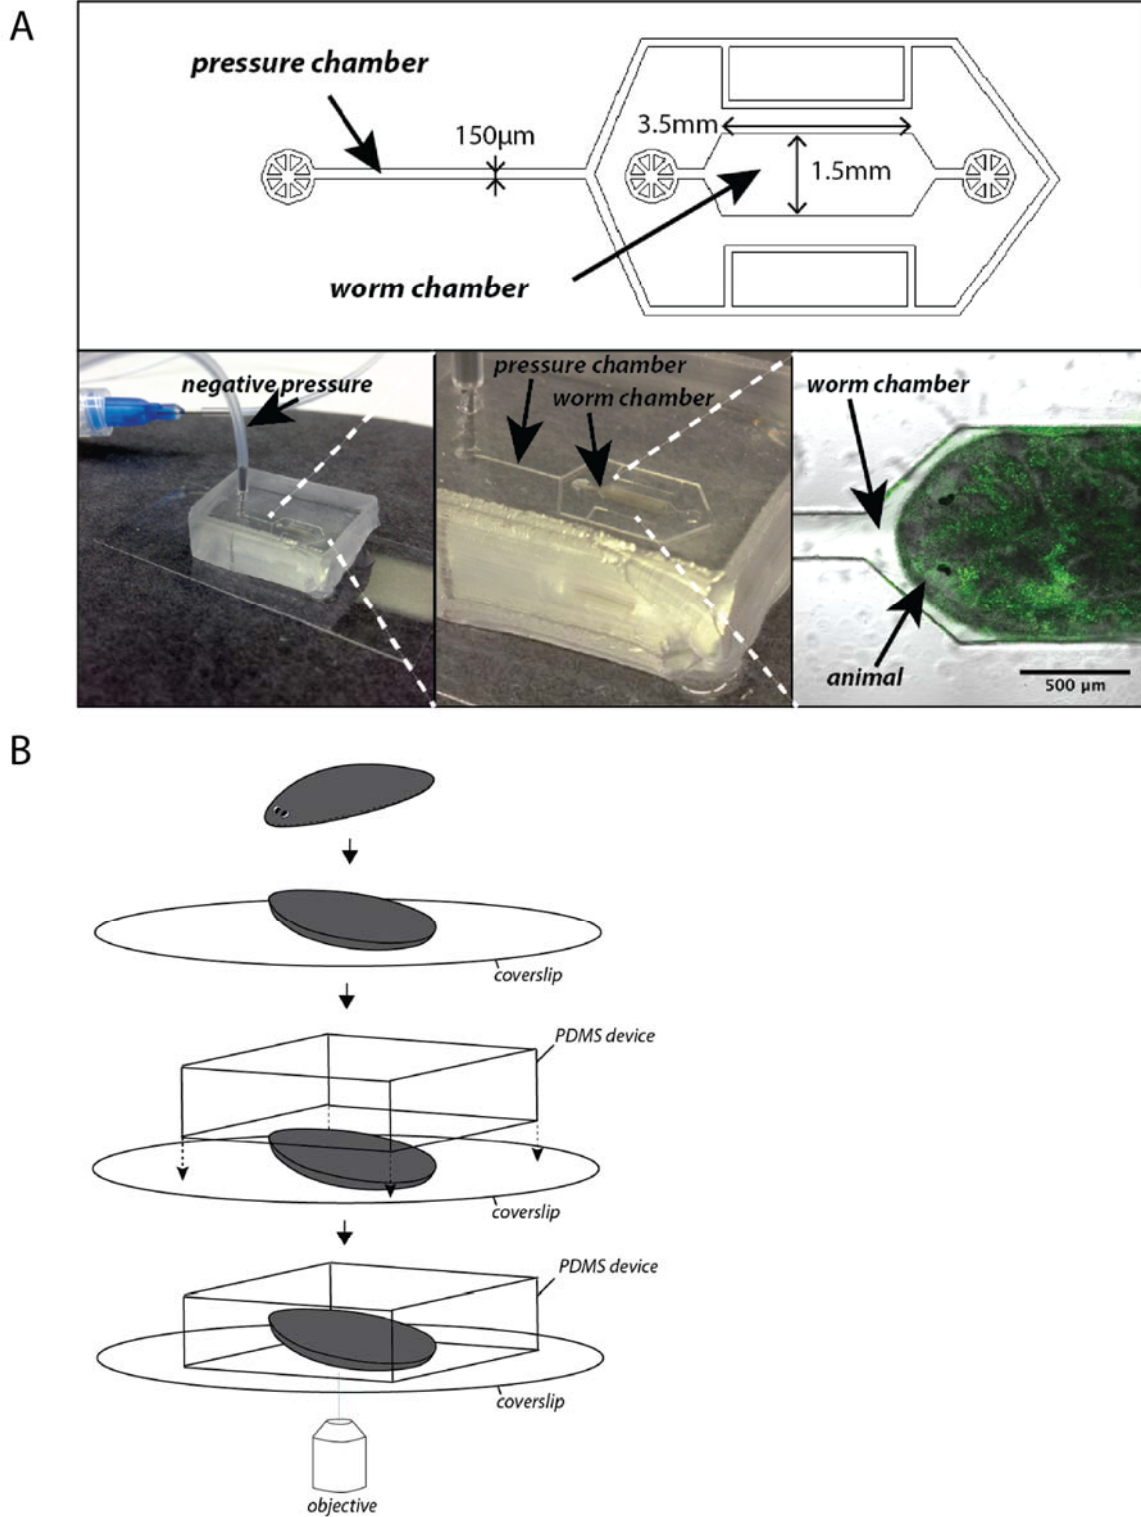 A
pressure chamber
150µm
3.5mm
1.5mm
worm chamber
negative pressure
pressure chamber
worm chamber
worm chamber
animal
500 µm
B
coverslip
PDMS device
coverslip
PDMS device
coverslip
objective